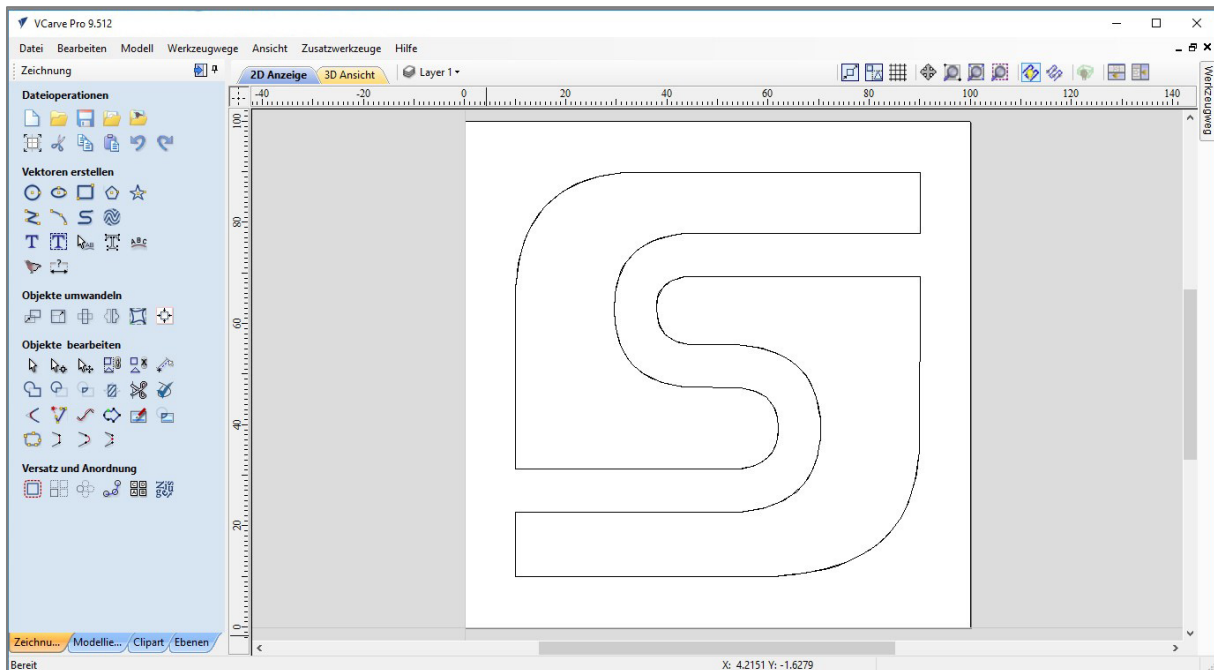 VCarve Pro 9.512
Datei Bearbeiten Modell Werkzeugwege Ansicht Zusatzwerkzeuge Hilfe
Zeichnung
2D Anzeige 3D Ansicht Layer 1
Werkzeugweg
-40 -20 0 20 40 60 80 100 120 140
100
80
60
40
20
0
Dateioperationen
Vektoren erstellen
Objekte umwandeln
Objekte bearbeiten
Versatz und Anordnung
Zeichnu... Modellie... Clipart Ebenen
Bereit
X: 4.2151 Y: -1.6279